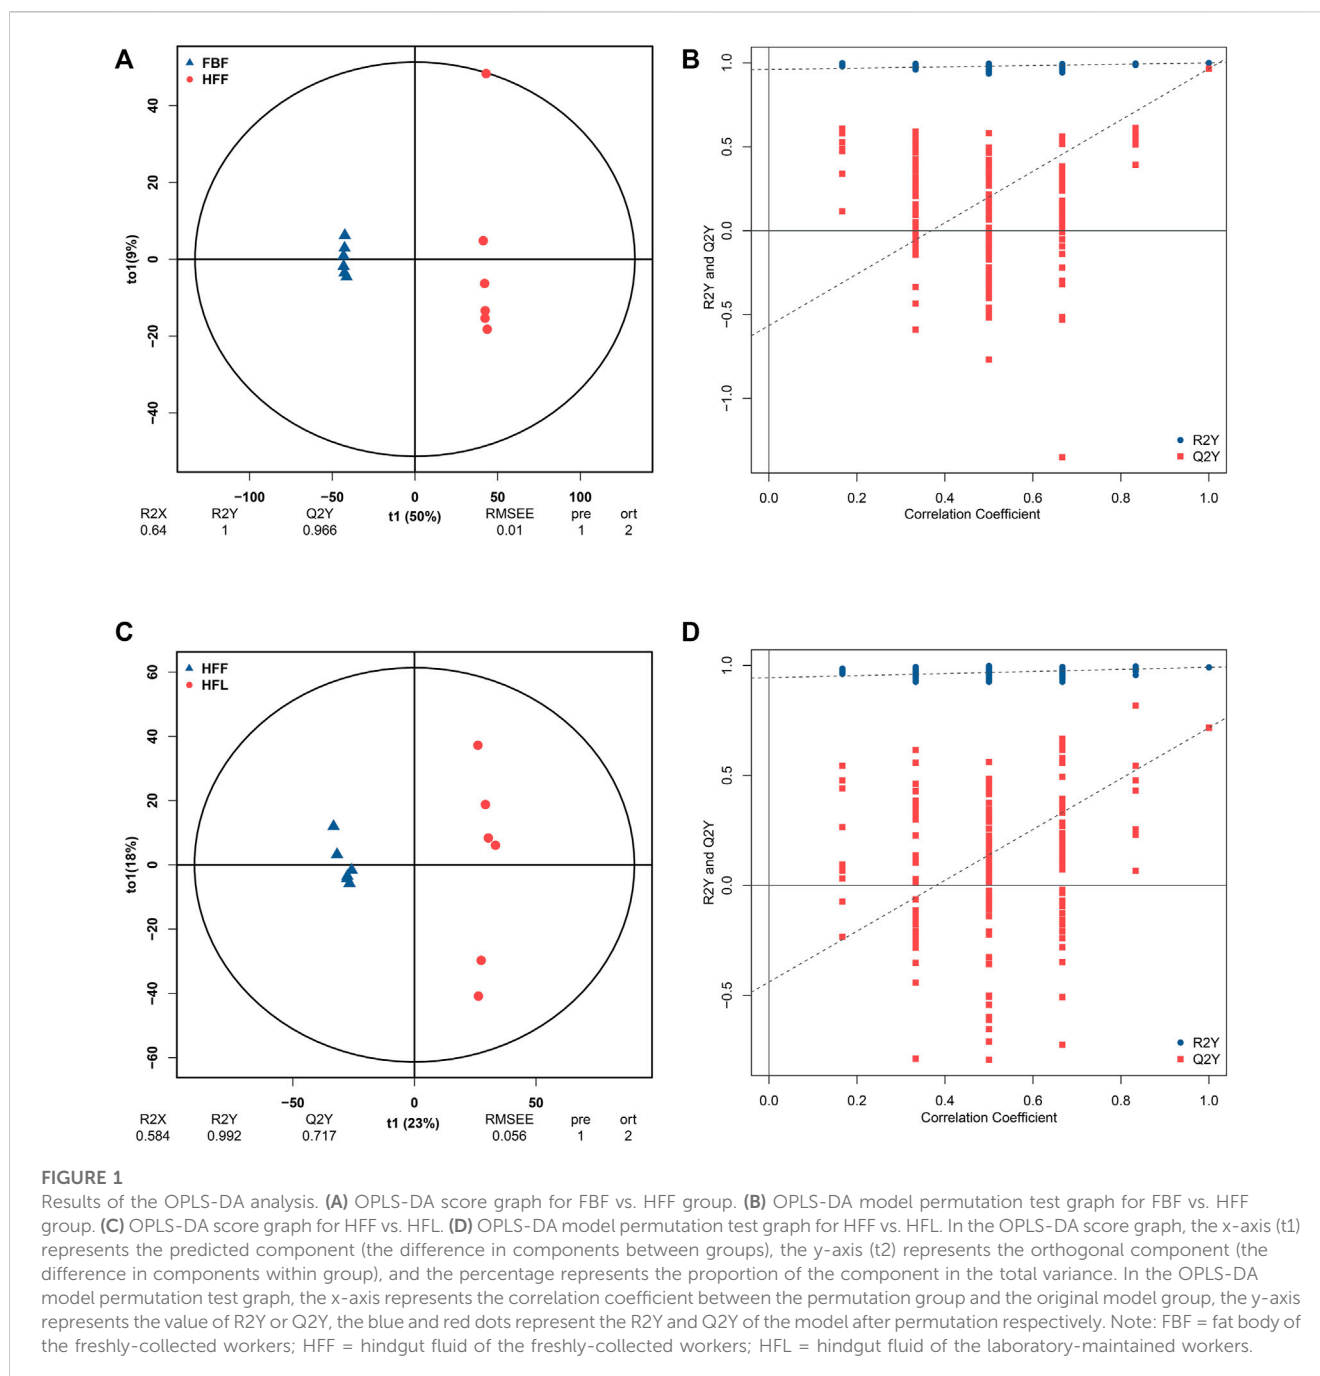 A
FBF
HFF
to1(9%)
40
20
0
−20
−40
−100
−50
0
50
100
t1 (50%)
R2X R2Y Q2Y RMSEE pre ort
0.64 1 0.966 0.01 1 2
B
R2Y and Q2Y
1.0
0.5
0.0
−0.5
−1.0
R2Y
Q2Y
0.0 0.2 0.4 0.6 0.8 1.0
Correlation Coefficient
C
HFF
HFL
to1(18%)
60
40
20
0
−20
−40
−60
−50
0
50
t1 (23%)
R2X R2Y Q2Y RMSEE pre ort
0.584 0.992 0.717 0.056 1 2
D
R2Y and Q2Y
1.0
0.5
0.0
−0.5
R2Y
Q2Y
0.0 0.2 0.4 0.6 0.8 1.0
Correlation Coefficient
FIGURE 1
Results of the OPLS-DA analysis. (A) OPLS-DA score graph for FBF vs. HFF group. (B) OPLS-DA model permutation test graph for FBF vs. HFF
group. (C) OPLS-DA score graph for HFF vs. HFL. (D) OPLS-DA model permutation test graph for HFF vs. HFL. In the OPLS-DA score graph, the x-axis (t1)
represents the predicted component (the difference in components between groups), the y-axis (t2) represents the orthogonal component (the
difference in components within group), and the percentage represents the proportion of the component in the total variance. In the OPLS-DA
model permutation test graph, the x-axis represents the correlation coefficient between the permutation group and the original model group, the y-axis
represents the value of R2Y or Q2Y, the blue and red dots represent the R2Y and Q2Y of the model after permutation respectively. Note: FBF = fat body of
the freshly-collected workers; HFF = hindgut fluid of the freshly-collected workers; HFL = hindgut fluid of the laboratory-maintained workers.